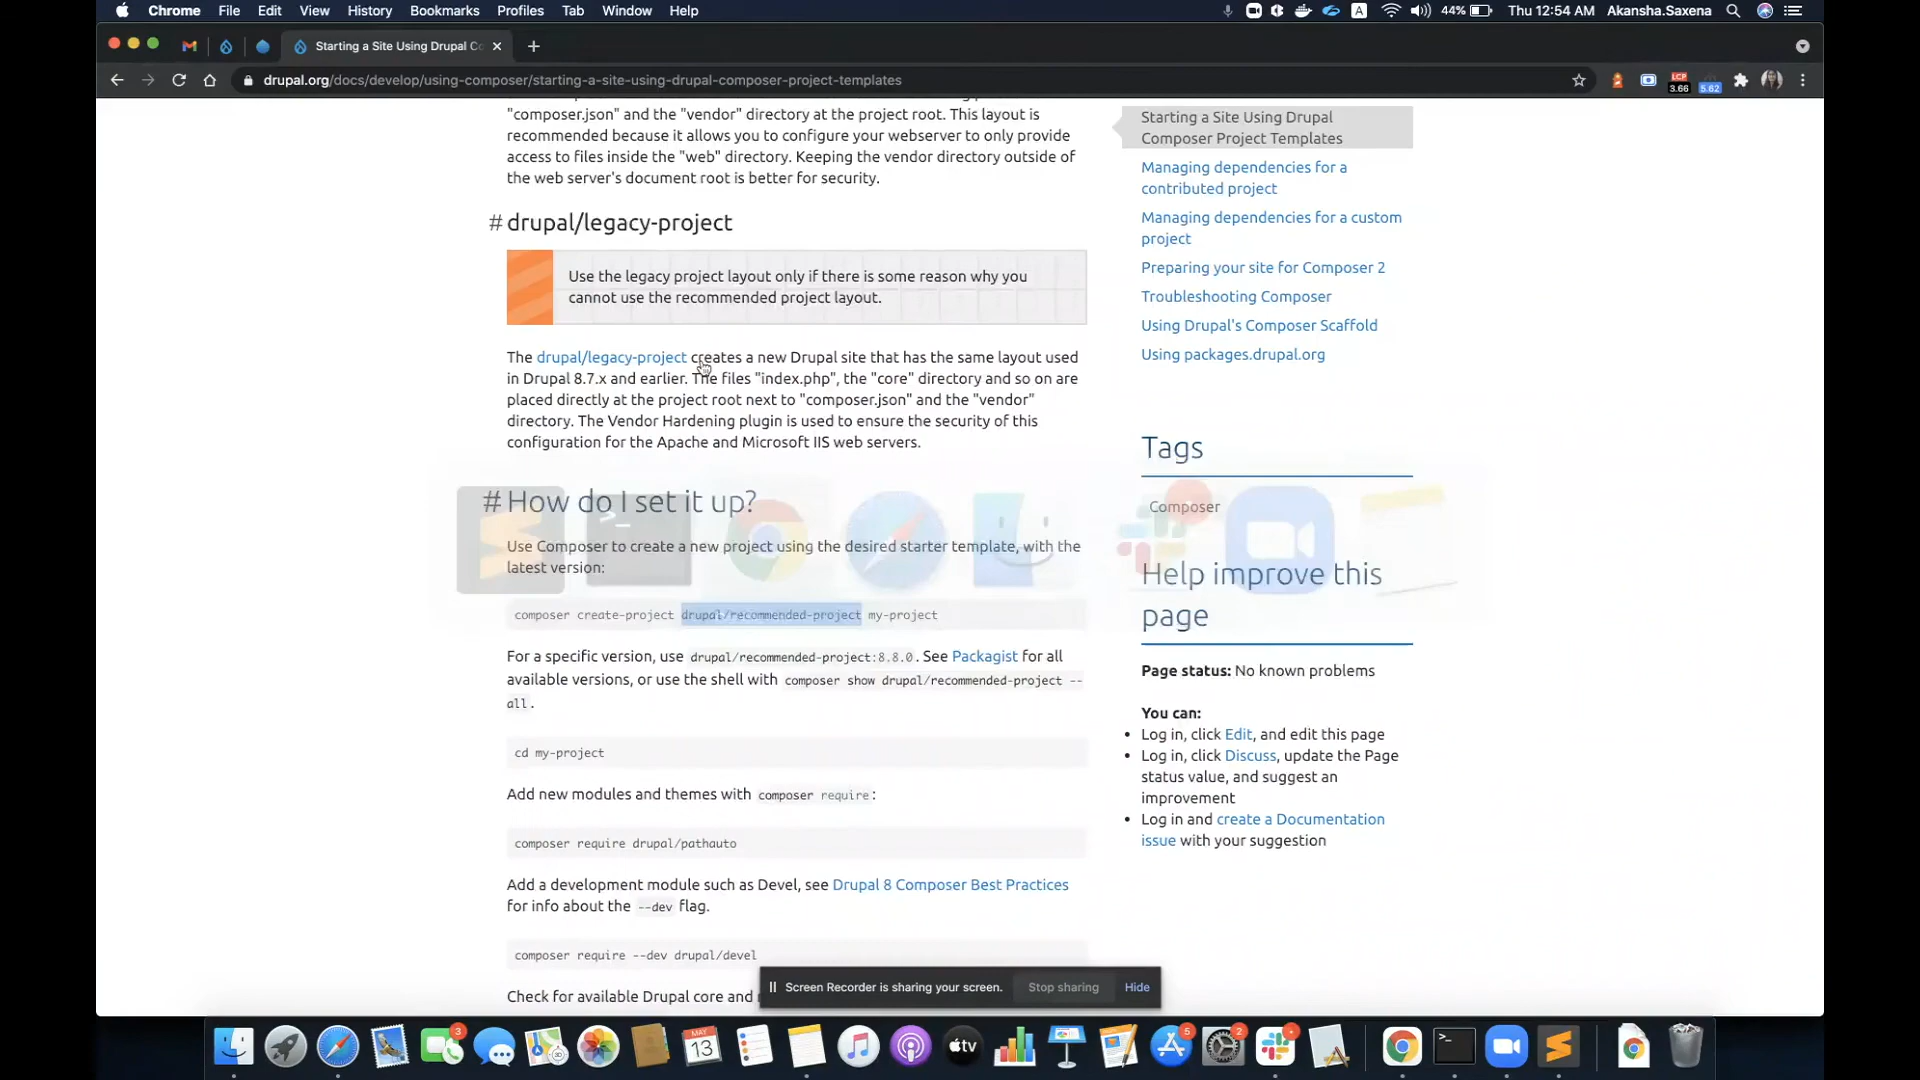 Chrome File Edit View History Bookmarks Profiles Tab Window Help
A 44% Thu 12:54 AM Akansha.Saxena
Starting a Site Using Drupal Co
drupal.org/docs/develop/using-composer/starting-a-site-using-drupal-composer-project-templates
LCP
3.66 5.62
"composer.json" and the "vendor" directory at the project root. This layout is
recommended because it allows you to configure your webserver to only provide
access to files inside the "web" directory. Keeping the vendor directory outside of
the web server's document root is better for security.
# drupal/legacy-project
Use the legacy project layout only if there is some reason why you
cannot use the recommended project layout.
The drupal/legacy-project creates a new Drupal site that has the same layout used
in Drupal 8.7.x and earlier. The files "index.php", the "core" directory and so on are
placed directly at the project root next to "composer.json" and the "vendor"
directory. The Vendor Hardening plugin is used to ensure the security of this
configuration for the Apache and Microsoft IIS web servers.
# How do I set it up?
Use Composer to create a new project using the desired starter template, with the
latest version:
composer create-project drupal/recommended-project my-project
For a specific version, use drupal/recommended-project:8.8.0. See Packagist for all
available versions, or use the shell with composer show drupal/recommended-project --
all.
cd my-project
Add new modules and themes with composer require:
composer require drupal/pathauto
Add a development module such as Devel, see Drupal 8 Composer Best Practices
for info about the --dev flag.
composer require --dev drupal/devel
Check for available Drupal core and
Starting a Site Using Drupal
Composer Project Templates
Managing dependencies for a
contributed project
Managing dependencies for a custom
project
Preparing your site for Composer 2
Troubleshooting Composer
Using Drupal's Composer Scaffold
Using packages.drupal.org
Tags
Composer
Help improve this
page
Page status: No known problems
You can:
• Log in, click Edit, and edit this page
• Log in, click Discuss, update the Page
status value, and suggest an
improvement
• Log in and create a Documentation
issue with your suggestion
Screen Recorder is sharing your screen. Stop sharing Hide
3
MAY
13
tv
5
2